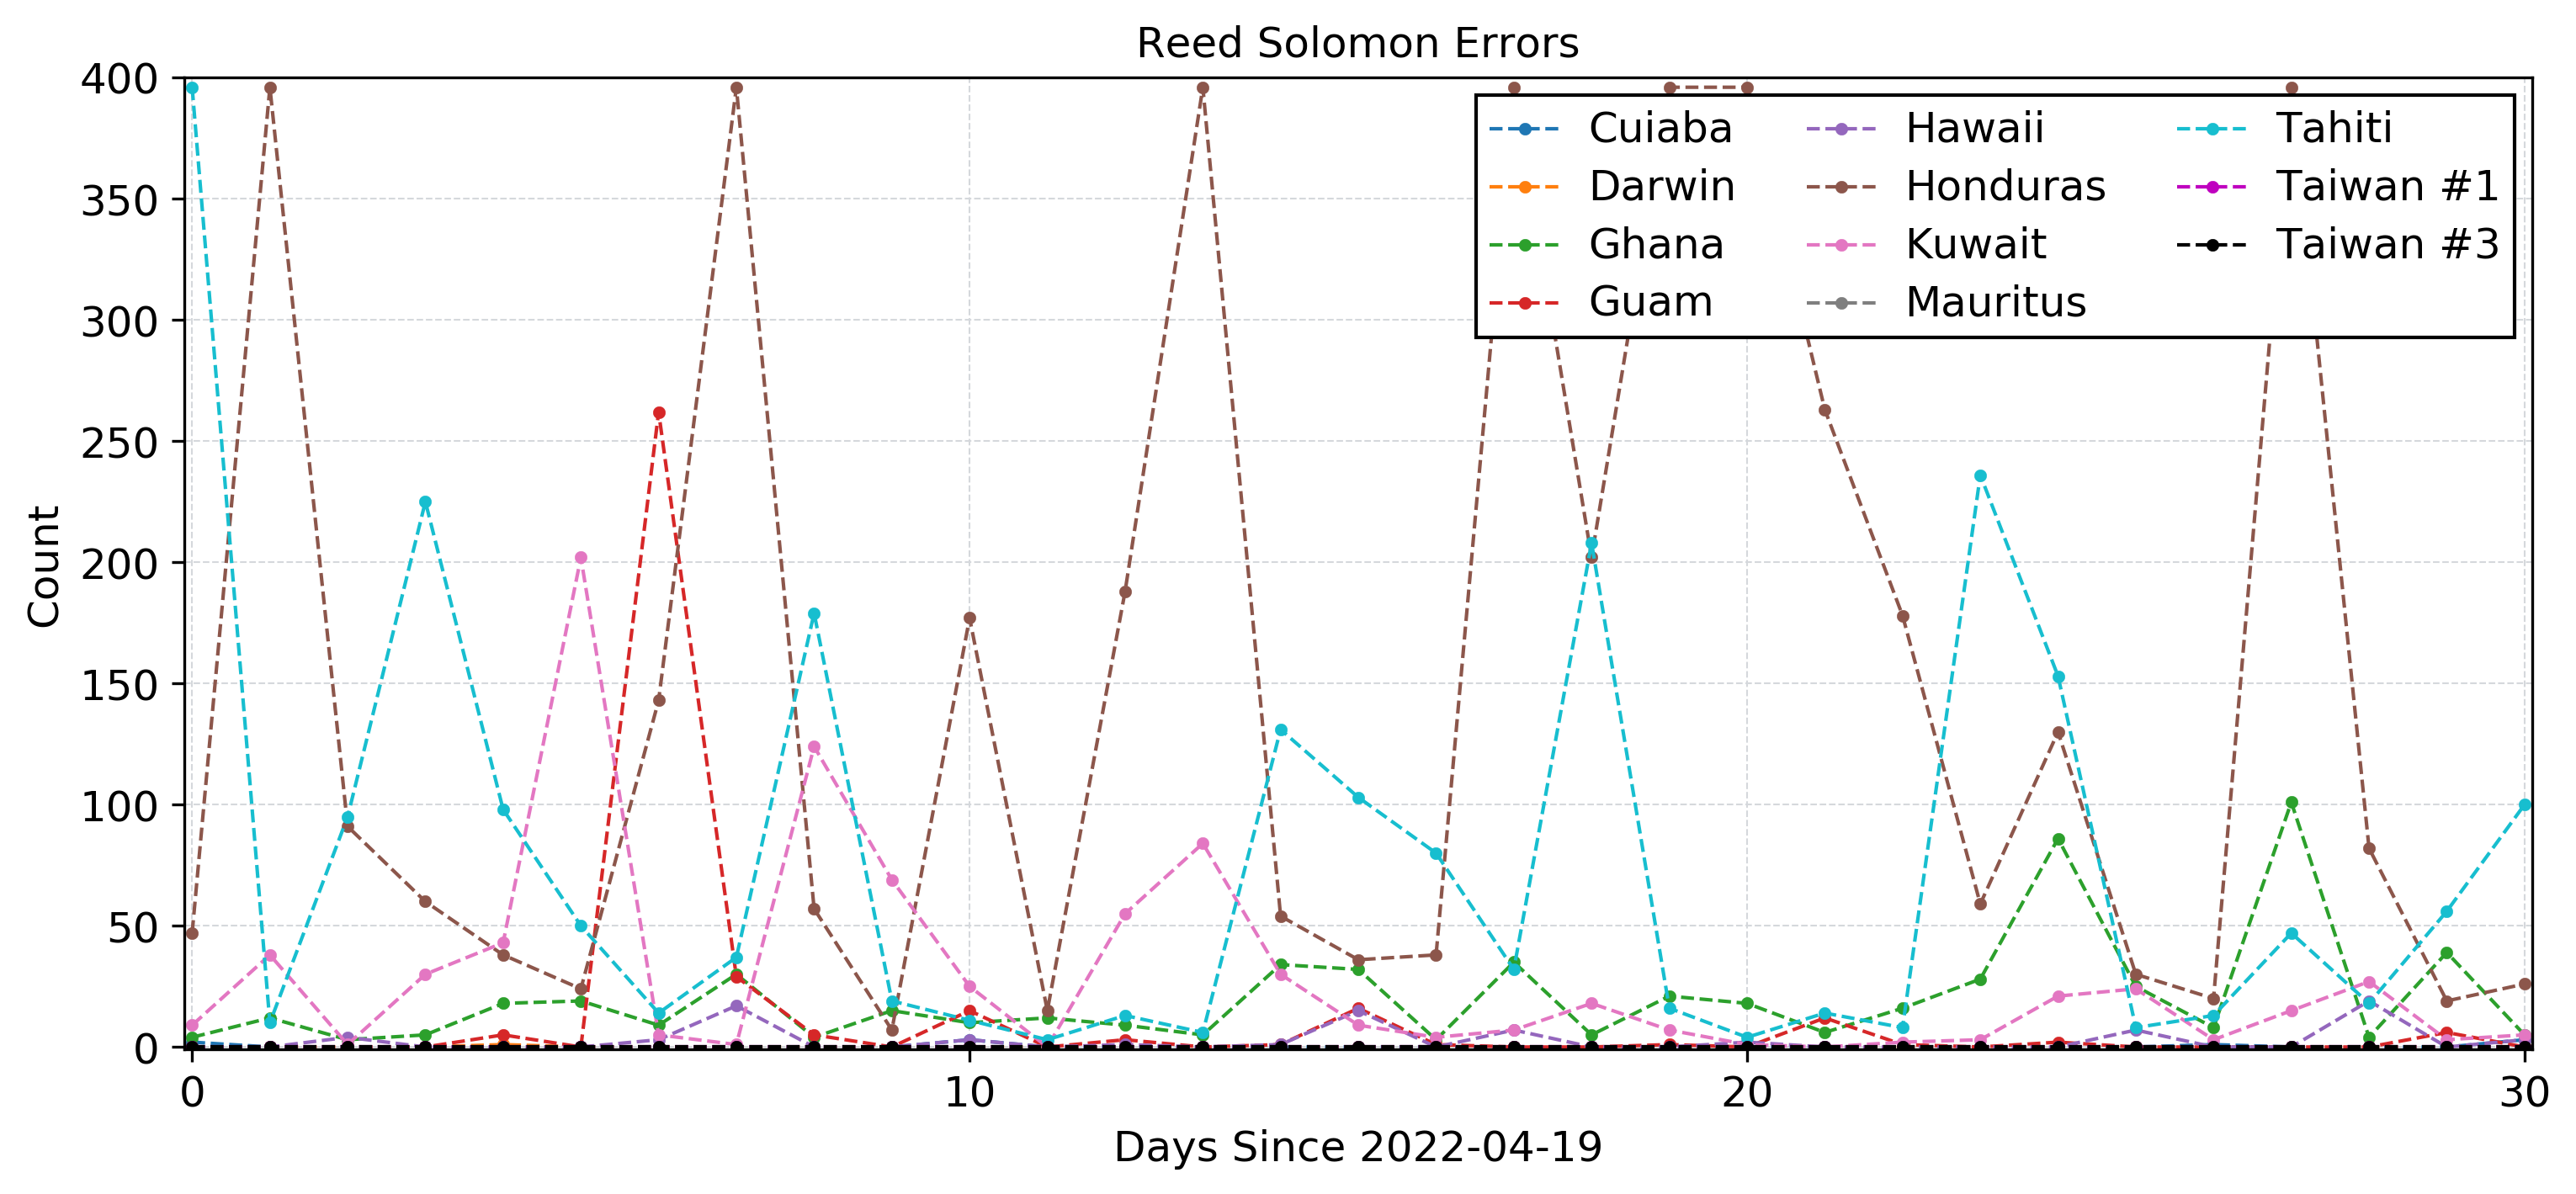 Reed Solomon Errors
400
350
300
250
200
150
100
50
0
Count
Cuiaba
Darwin
Ghana
Guam
Hawaii
Honduras
Kuwait
Mauritus
Tahiti
Taiwan #1
Taiwan #3
0 10 20 30
Days Since 2022-04-19